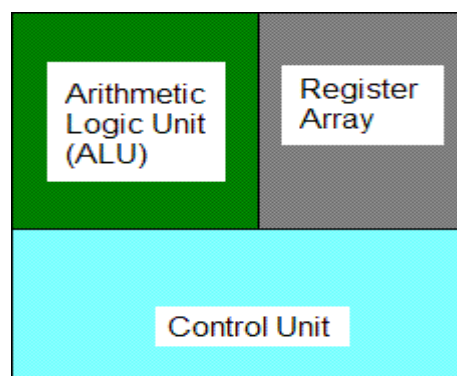 Arithmetic
Logic Unit
(ALU)
Register
Array
Control Unit